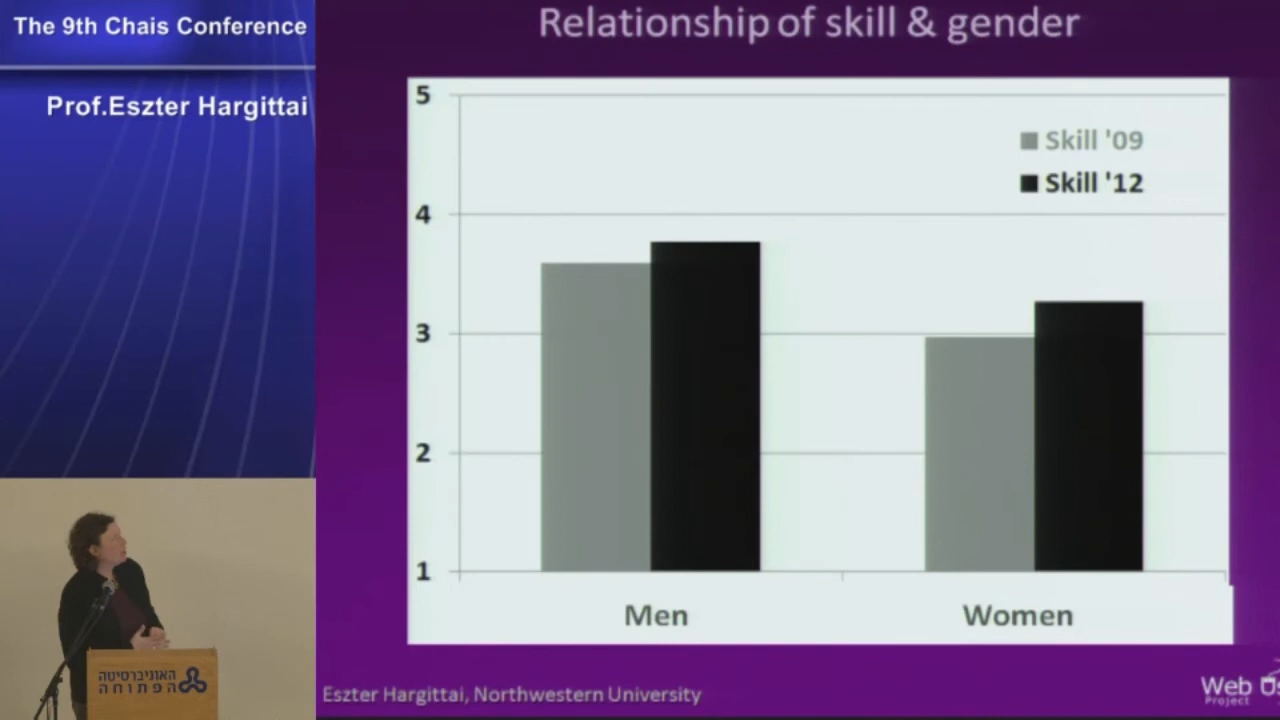 The 9th Chais Conference
Prof.Eszter Hargittai
Relationship of skill & gender
5
4
3
2
1
Skill '09
Skill '12
Men
Women
האוניברסיטה
הפתוחה
Eszter Hargittai, Northwestern University
Web
Project